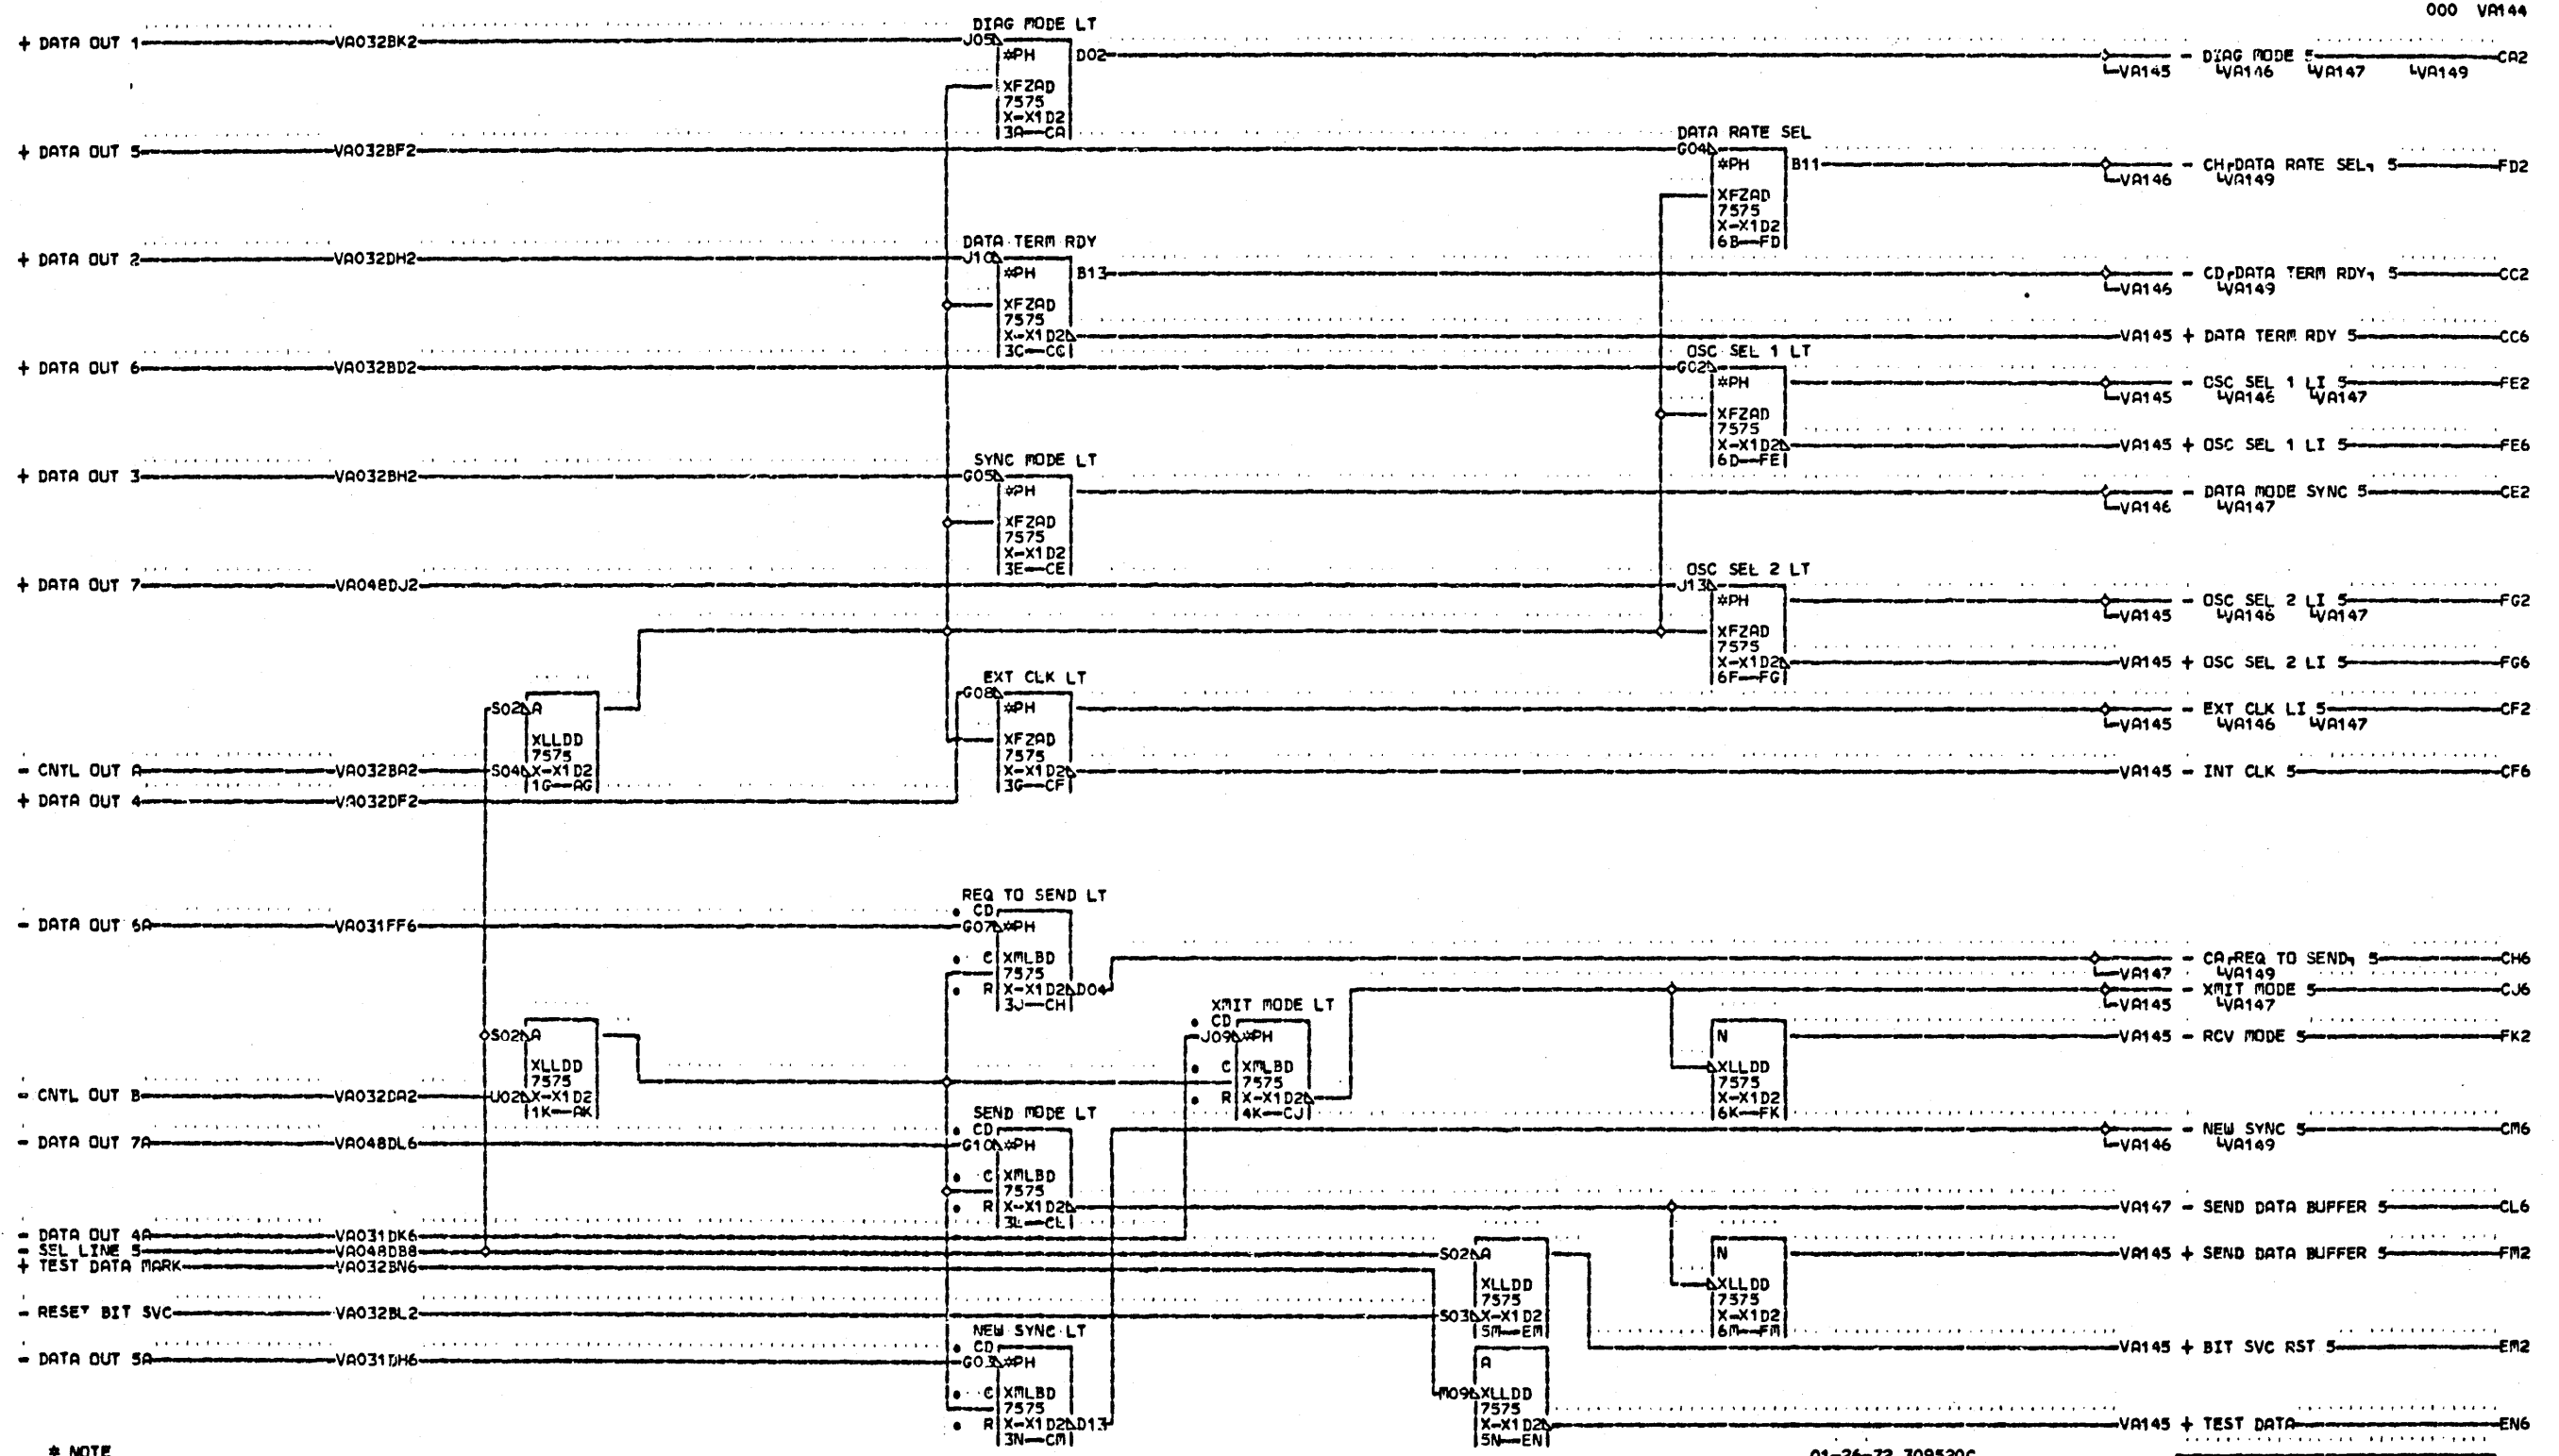 000 VA144
DIAG MODE LT
+ DATA OUT 1 VA032BK2 J05 *PH D02 - DIAG MODE 5 CA2
VA145 VA146 VA147 VA149
XFZAD
7575
X-X1D2
3A CA
DATA RATE SEL
+ DATA OUT 5 VA032BF2 G04 *PH B11 - CH DATA RATE SEL 5 FD2
VA146 VA149
XFZAD
7575
X-X1D2
6B FD
DATA TERM RDY
+ DATA OUT 2 VA032DH2 J10 *PH B13 - CD DATA TERM RDY 5 CC2
VA146 VA149
XFZAD
7575
X-X1D2 VA145 + DATA TERM RDY 5 CC6
3C CC
OSC SEL 1 LT
+ DATA OUT 6 VA032BD2 G02 *PH - OSC SEL 1 LI 5 FE2
VA145 VA146 VA147
XFZAD
7575
X-X1D2 VA145 + OSC SEL 1 LI 5 FE6
6D FE
SYNC MODE LT
+ DATA OUT 3 VA032BH2 G05 *PH - DATA MODE SYNC 5 CE2
VA146 VA147
XFZAD
7575
X-X1D2
3E CE
OSC SEL 2 LT
+ DATA OUT 7 VA048DJ2 J13 *PH - OSC SEL 2 LI 5 FG2
VA145 VA146 VA147
XFZAD
7575
X-X1D2 VA145 + OSC SEL 2 LI 5 FG6
6F FG
EXT CLK LT
G08
S02 A *PH - EXT CLK LI 5 CF2
VA145 VA146 VA147
XLLDD XFZAD
7575 7575
- CNTL OUT A VA032BA2 S04 X-X1D2 X-X1D2 VA145 - INT CLK 5 CF6
1G AG 3G CF
+ DATA OUT 4 VA032DF2
REQ TO SEND LT
CD
- DATA OUT 6A VA031FF6 G07 *PH
C XMLBD - CA REQ TO SEND 5 CH6
7575 VA147 VA149
R X-X1D2 D04 - XMIT MODE 5 CJ6
3J CH XMIT MODE LT VA145 VA147
CD
S02 A J09 *PH N VA145 - RCV MODE 5 FK2
XLLDD C XMLBD XLLDD
7575 7575 7575
- CNTL OUT B VA032DA2 U02 X-X1D2 R X-X1D2 X-X1D2
1K AK SEND MODE LT 4K CJ 6K FK
CD - NEW SYNC 5 CM6
- DATA OUT 7A VA048DL6 G10 *PH VA146 VA149
C XMLBD
7575
R X-X1D2 VA147 - SEND DATA BUFFER 5 CL6
3L CL
- DATA OUT 4A VA031DK6
- SEL LINE 5 VA048DB8 S02 A N VA145 + SEND DATA BUFFER 5 FM2
+ TEST DATA MARK VA032BN6
XLLDD XLLDD
7575 7575
- RESET BIT SVC VA032BL2 S03 X-X1D2 X-X1D2
NEW SYNC LT 5M EM 6M FM
CD VA145 + BIT SVC RST 5 EM2
- DATA OUT 5A VA031DH6 G03 *PH A
C XMLBD M09 XLLDD
7575 7575
R X-X1D2 D13 X-X1D2 VA145 + TEST DATA EN6
3N CM 5N EN
* NOTE
01-26-72 309520C